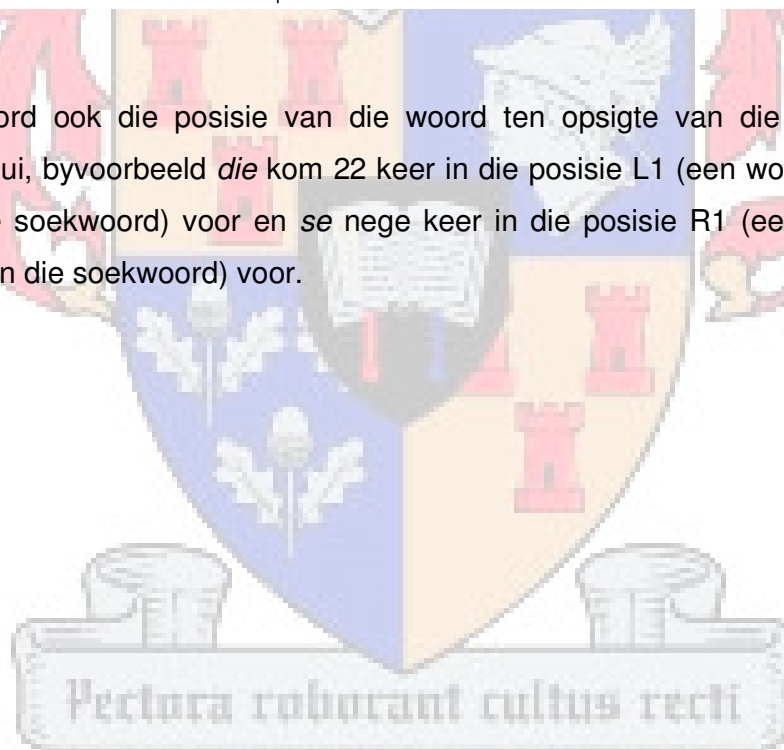 ord ook die posisie van die woord ten opsigte van die
ui, byvoorbeeld die kom 22 keer in die posisie L1 (een wo
e soekwoord) voor en se nege keer in die posisie R1 (ee
n die soekwoord) voor.
Pectora roborant cultus recti